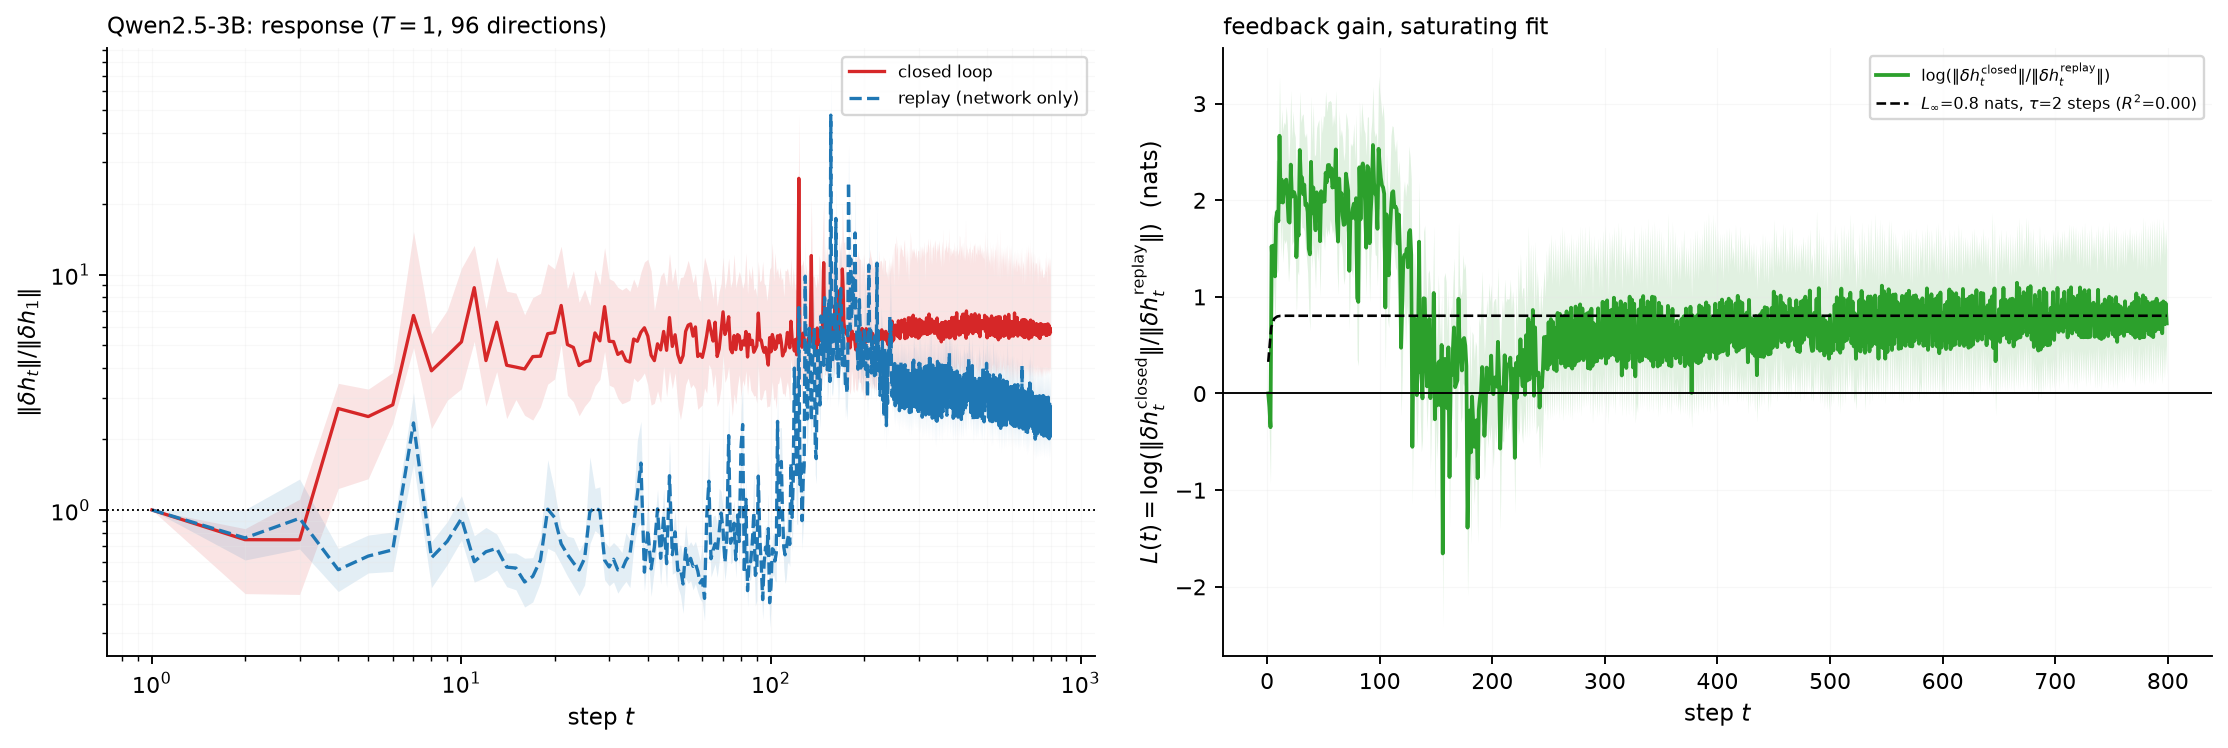 Qwen2.5-3B: response (T = 1, 96 directions)
closed loop
replay (network only)
‖δh_t‖/‖δh_1‖
10^1
10^0
10^0
10^1
10^2
10^3
step t
feedback gain, saturating fit
log(‖δh_t^closed‖/‖δh_t^replay‖)
L_∞=0.8 nats, τ=2 steps (R^2=0.00)
L(t) = log(‖δh_t^closed‖/‖δh_t^replay‖) (nats)
3
2
1
0
−1
−2
0
100
200
300
400
500
600
700
800
step t